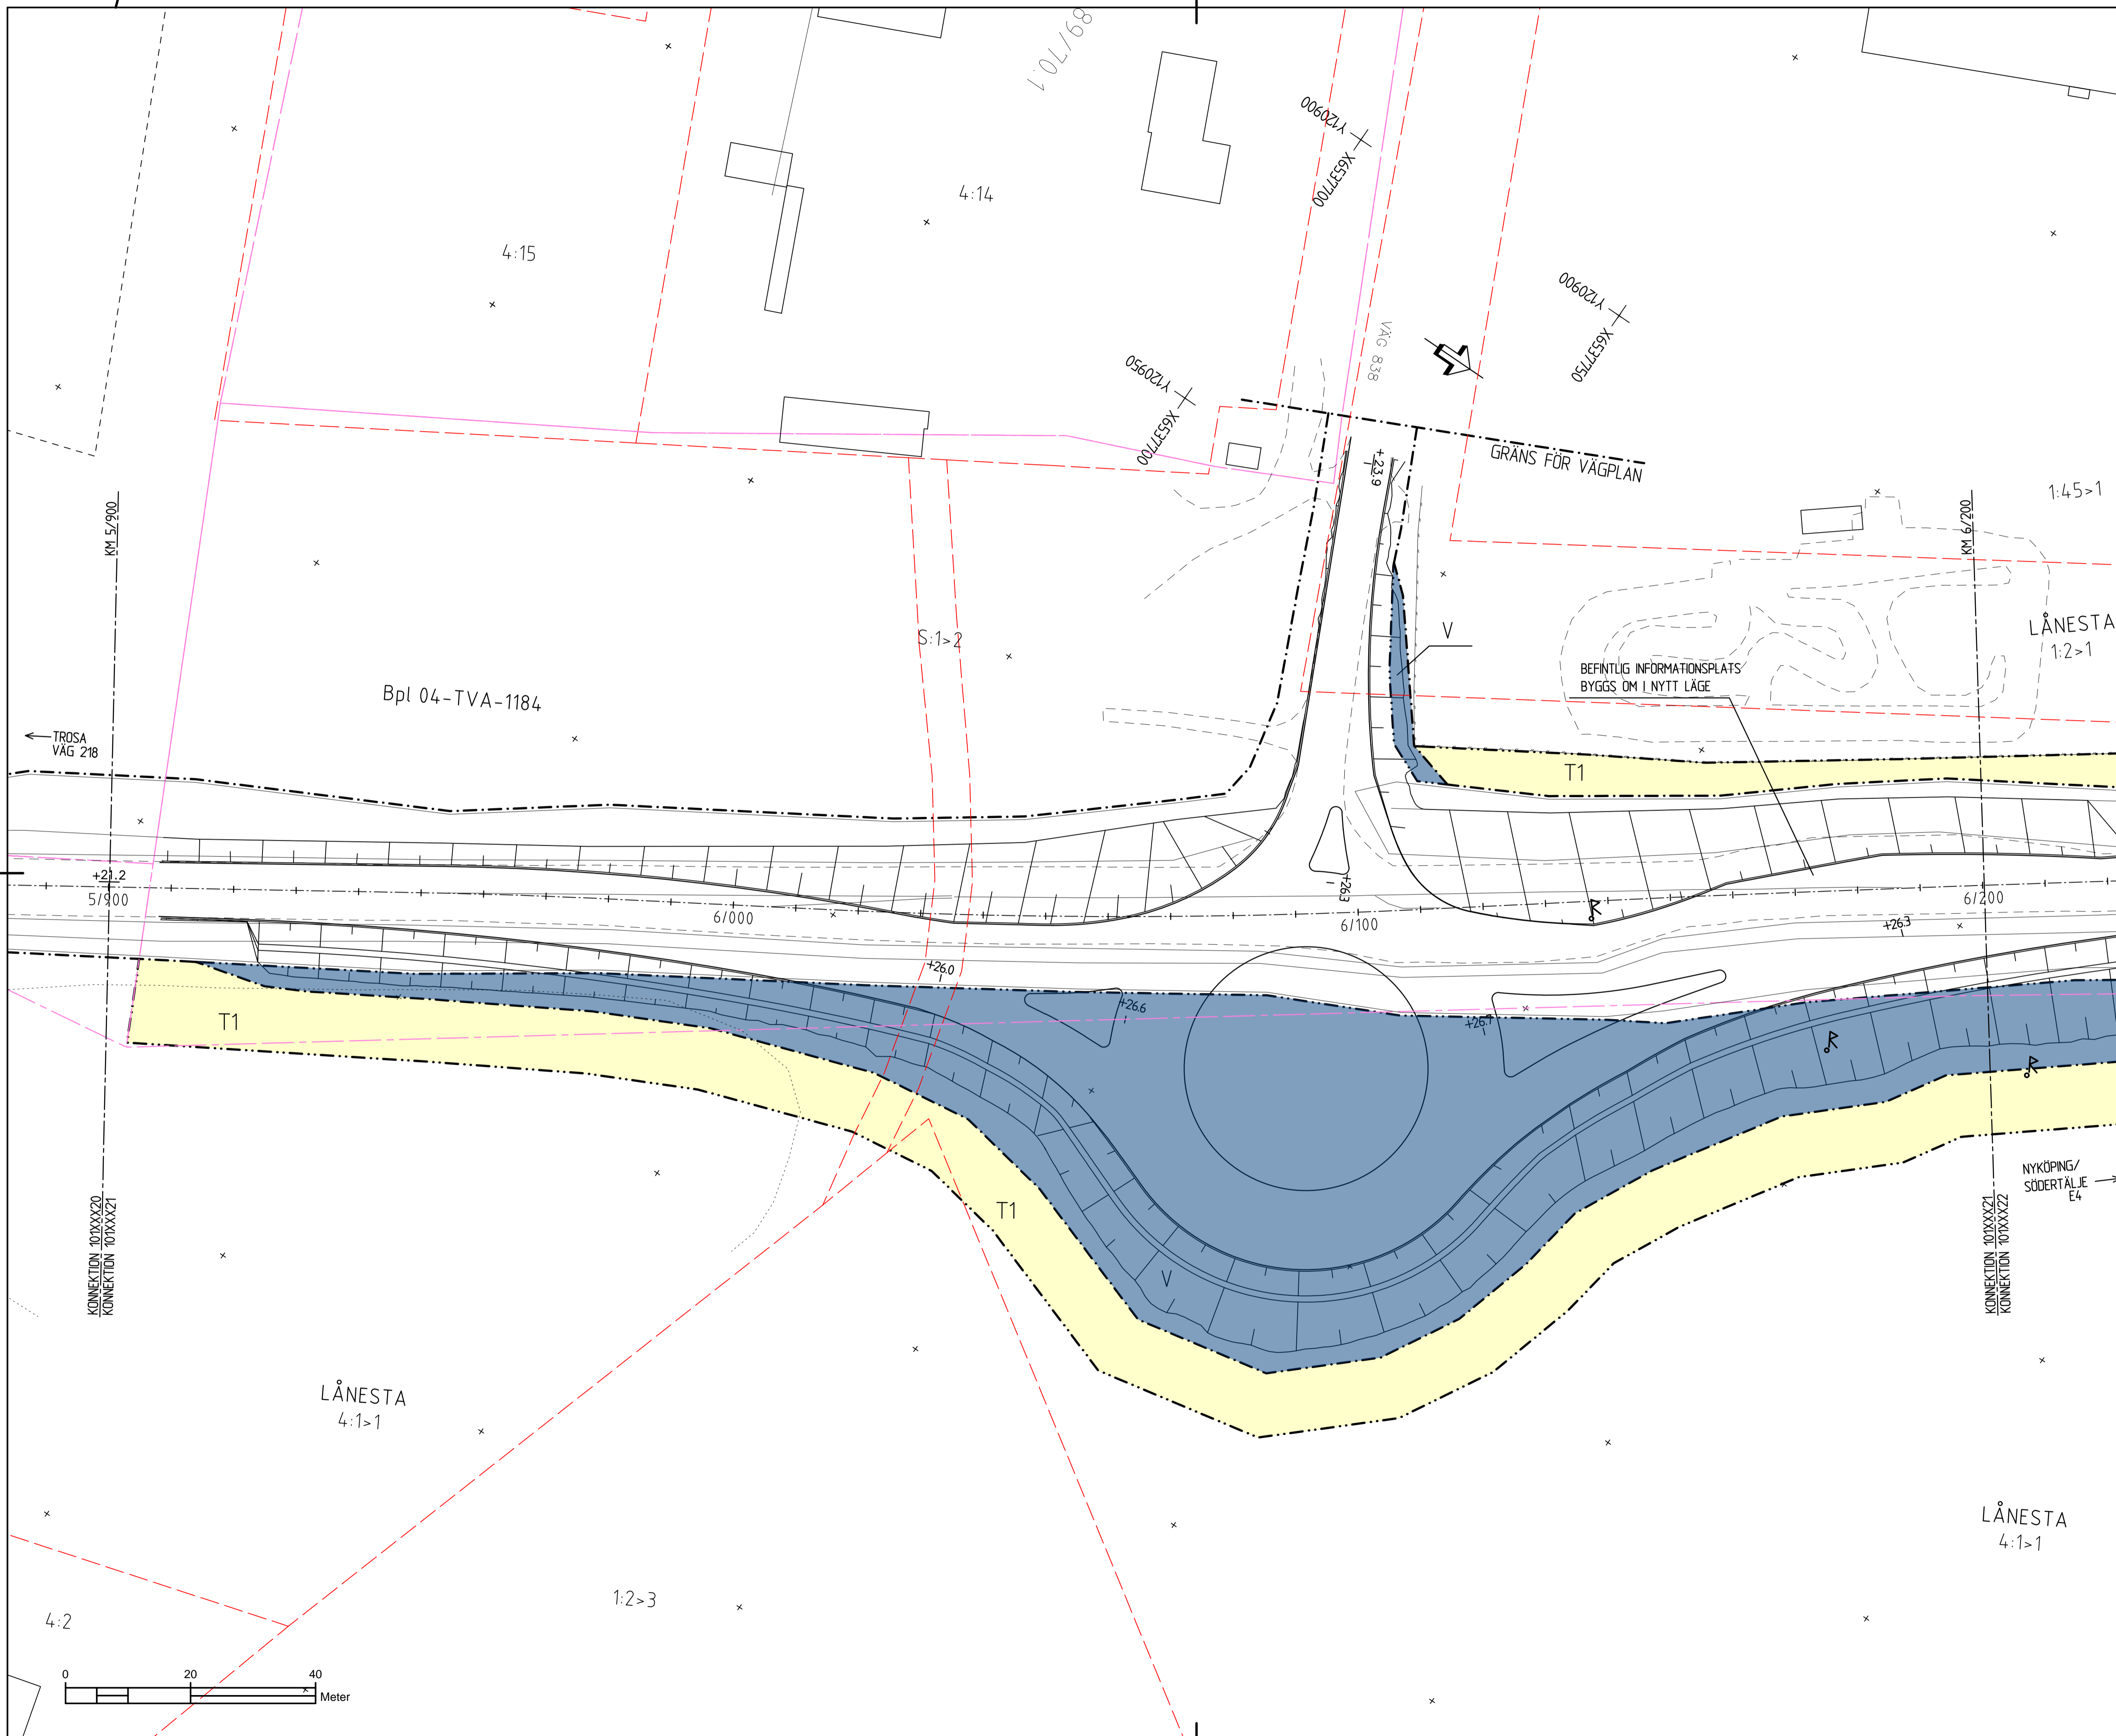 89/70:1
Y120900
X6537700
4:14
4:15
Y120900
X6537750
VÄG 838
Y120950
X6537700
GRÄNS FÖR VÄGPLAN
+23.9
1:45>1
KM 5/900
KM 6/200
S:1>2
V
LÅNESTA
1:2>1
BEFINTLIG INFORMATIONSPLATS
BYGGS OM I NYTT LÄGE
Bpl 04-TVA-1184
TROSA
VÄG 218
T1
+21.2
5/900
6/000
+26.3
6/100
+26.3
6/200
+26.0
+26.6
+26.7
T1
T1
V
NYKÖPING/
SÖDERTÄLJE
E4
KONNEKTION 101XXX20
KONNEKTION 101XXX21
KONNEKTION 101XXX21
KONNEKTION 101XXX22
LÅNESTA
4:1>1
LÅNESTA
4:1>1
1:2>3
4:2
0 20 40
Meter